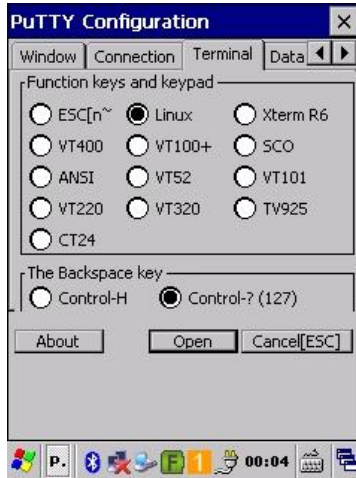 PuTTY Configuration
Window Connection Terminal Data
Function keys and keypad
ESC[n~ Linux Xterm R6
VT400 VT100+ SCO
ANSI VT52 VT101
VT220 VT320 TV925
CT24
The Backspace key
Control-H Control-? (127)
About Open Cancel[ESC]
P. F 1 00:04